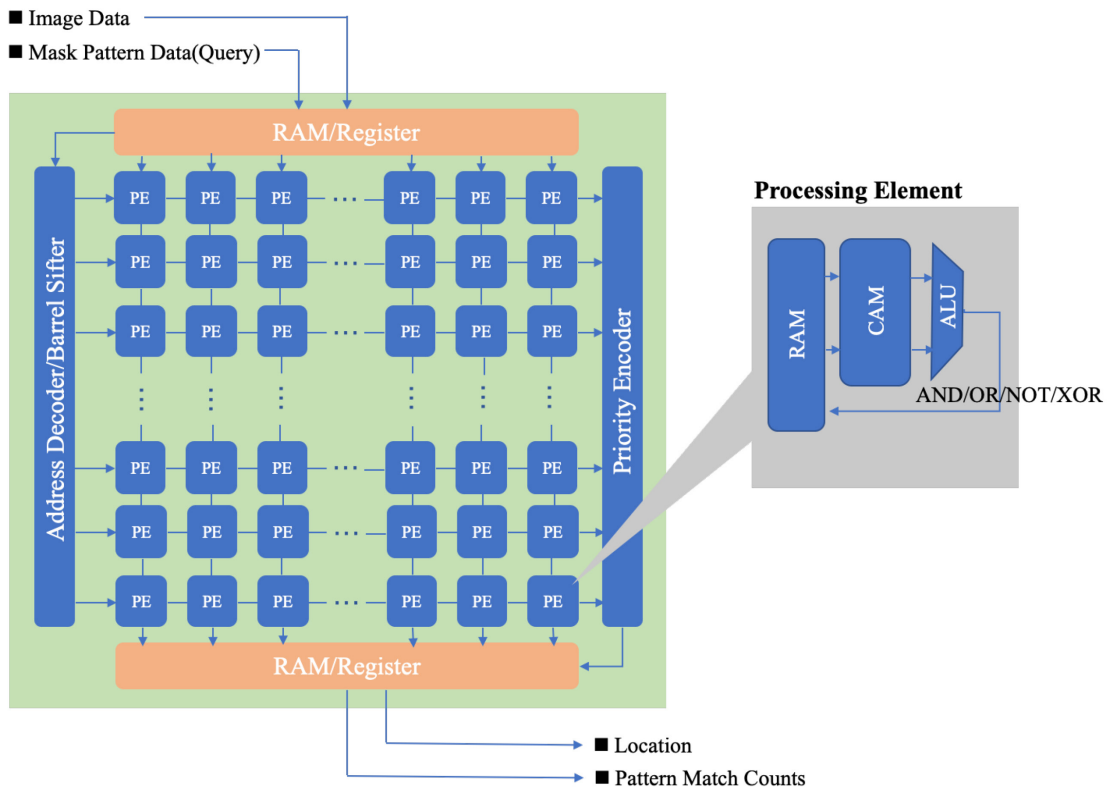 ■ Image Data
■ Mask Pattern Data(Query)
RAM/Register
Address Decoder/Barrel Sifter
PE PE PE ··· PE PE PE
PE PE PE ··· PE PE PE
PE PE PE ··· PE PE PE
PE PE PE ··· PE PE PE
PE PE PE ··· PE PE PE
PE PE PE ··· PE PE PE
Priority Encoder
RAM/Register
■ Location
■ Pattern Match Counts
Processing Element
RAM
CAM
ALU
AND/OR/NOT/XOR